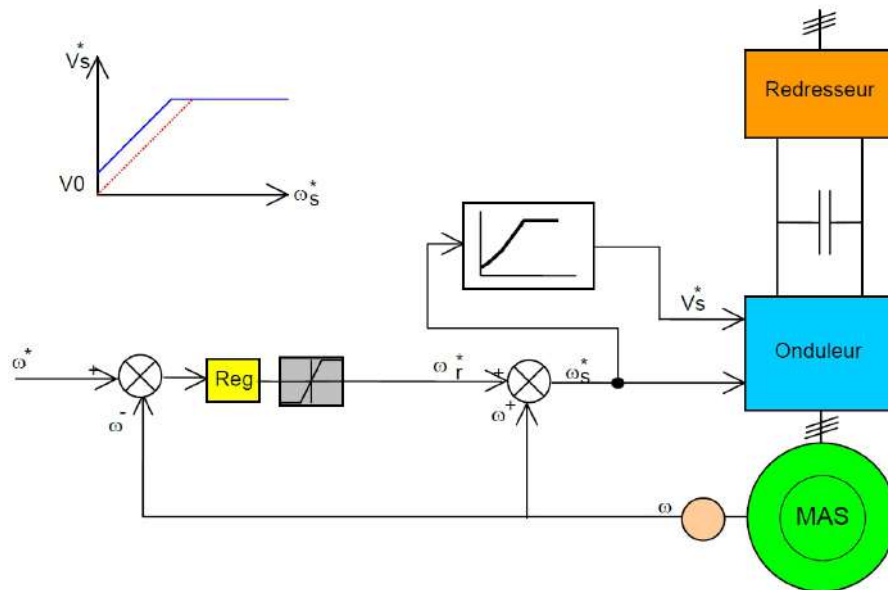 Vs*
V0
ωs*
Redresseur
Vs*
Onduleur
ω*
+
ω-
Reg
ωr*
+
ω+
ωs*
ω
MAS